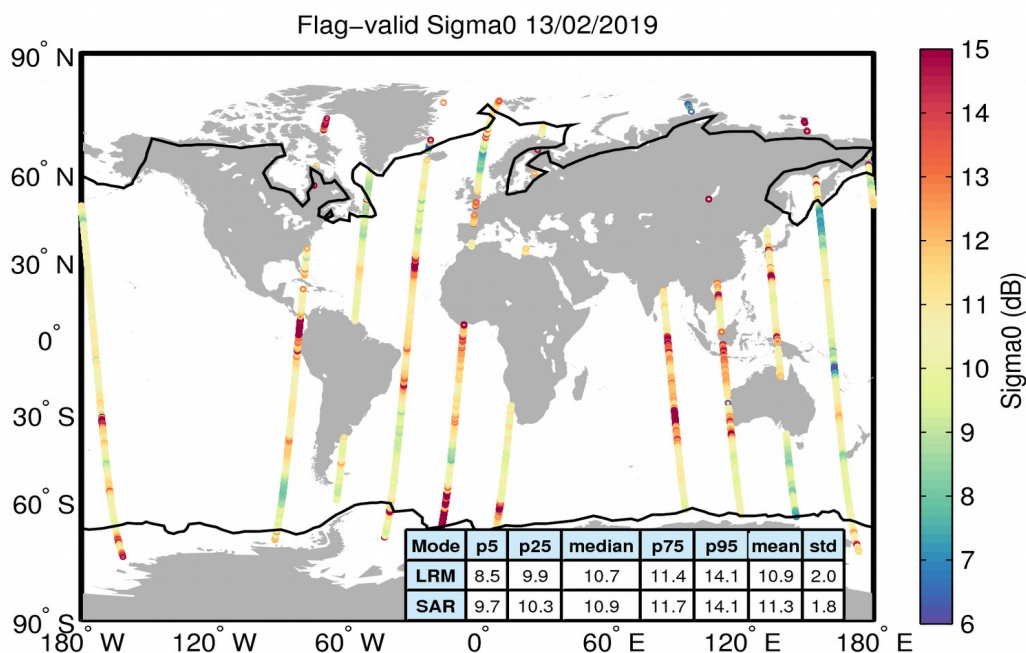 Flag-valid Sigma0 13/02/2019
90° N
60° N
30° N
0°
30° S
60° S
90° S
180° W
120° W
60° W
0°
60° E
120° E
180° E
Mode p5 p25 median p75 p95 mean std
LRM 8.5 9.9 10.7 11.4 14.1 10.9 2.0
SAR 9.7 10.3 10.9 11.7 14.1 11.3 1.8
15
14
13
12
11
10
9
8
7
6
Sigma0 (dB)